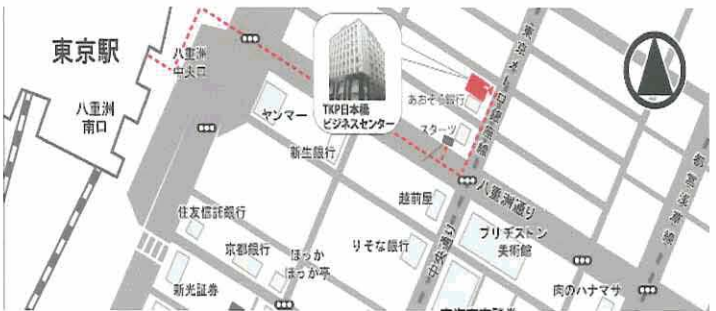 東京駅
八重洲
中央口
八重洲
南口
ヤンマー
新生銀行
TKP日本橋
ビジネスセンター
あおぞら銀行
スターツ
東京メトロ銀座線
都営浅草線
越前屋
八重洲通り
住友信託銀行
京都銀行
ほっか
ほっか亭
りそな銀行
中央通り
ブリヂストン
美術館
新光証券
肉のハナマサ